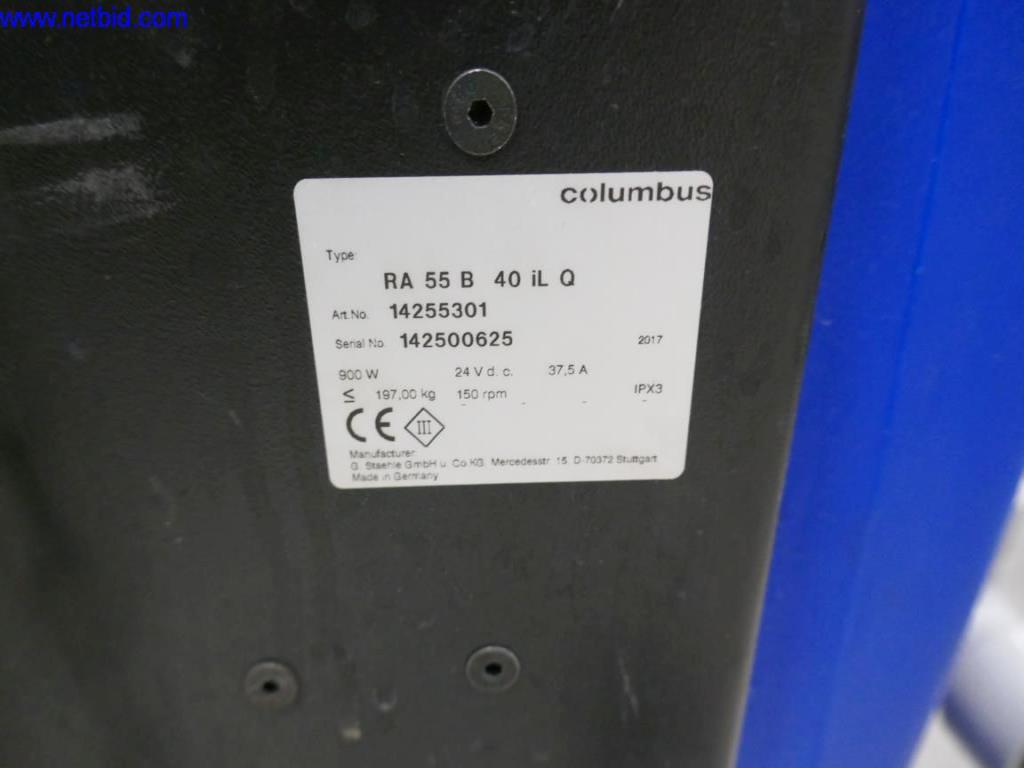 www.netbid.com
columbus
Type:
RA 55 B 40 iL Q
Art.No. 14255301
Serial No. 142500625 2017
900 W 24 V d. c. 37,5 A
≤ 197,00 kg 150 rpm IPX3
CE III
Manufacturer:
G. Staehle GmbH u. Co KG, Mercedesstr. 15, D-70372 Stuttgart
Made in Germany